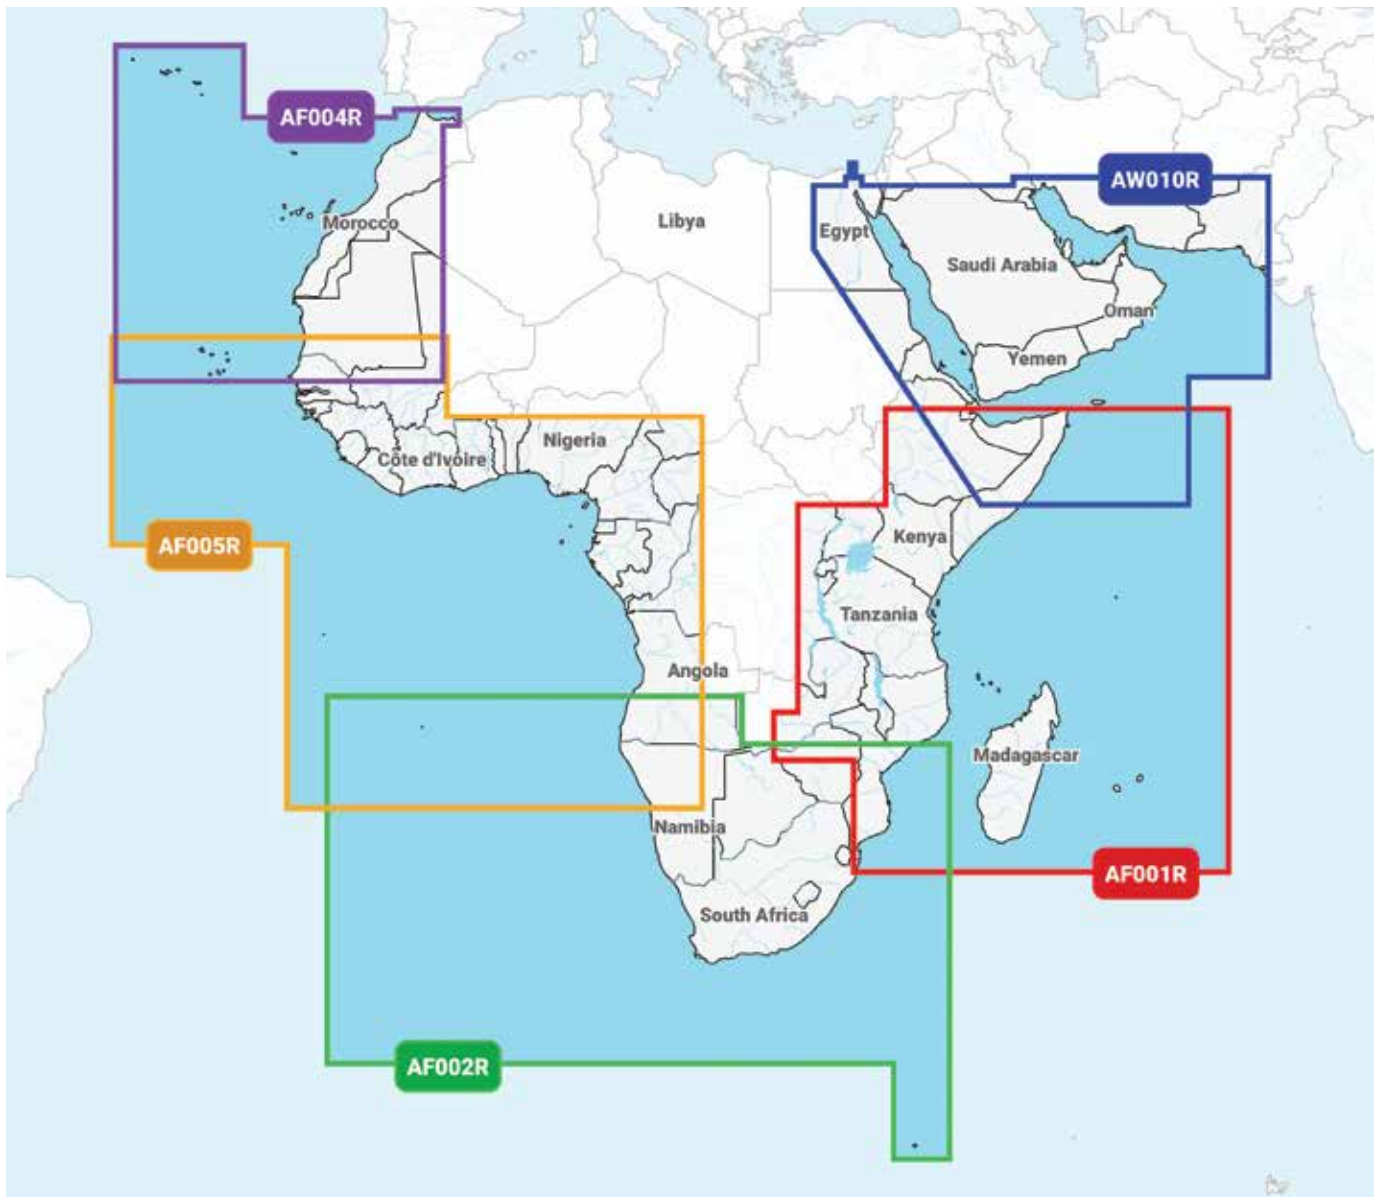 AF004R
AW010R
Morocco
Libya
Egypt
Saudi Arabia
Oman
Yemen
Nigeria
Côte d'Ivoire
AF005R
Kenya
Tanzania
Angola
Madagascar
Namibia
AF001R
South Africa
AF002R